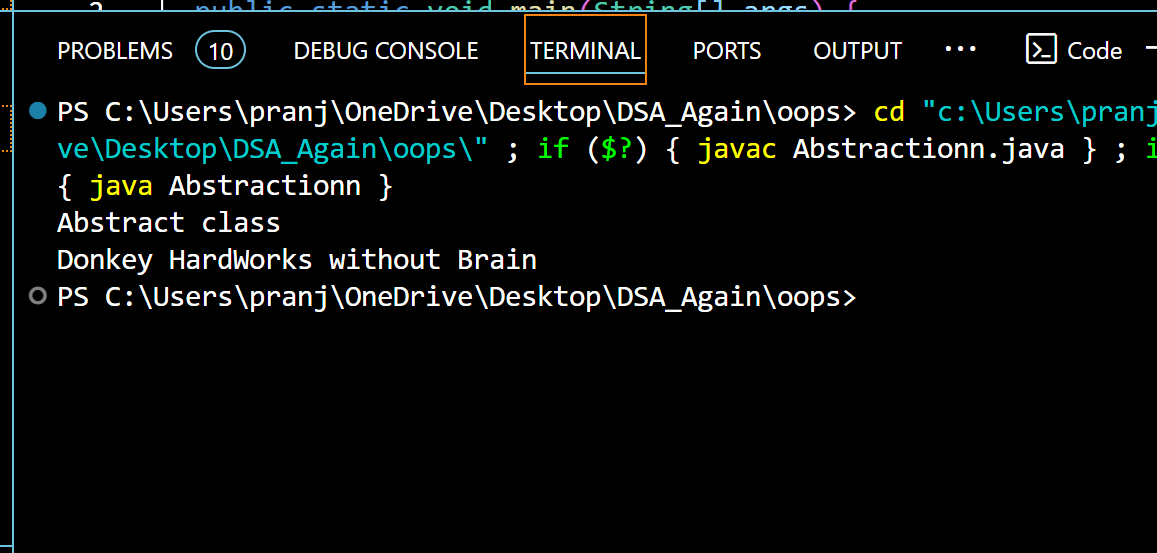 2 public static void main(String[] args) {
PROBLEMS 10 DEBUG CONSOLE TERMINAL PORTS OUTPUT ... Code
PS C:\Users\pranj\OneDrive\Desktop\DSA_Again\oops> cd "c:\Users\pranj
ve\Desktop\DSA_Again\oops\" ; if ($?) { javac Abstractionn.java } ; i
{ java Abstractionn }
Abstract class
Donkey HardWorks without Brain
PS C:\Users\pranj\OneDrive\Desktop\DSA_Again\oops>